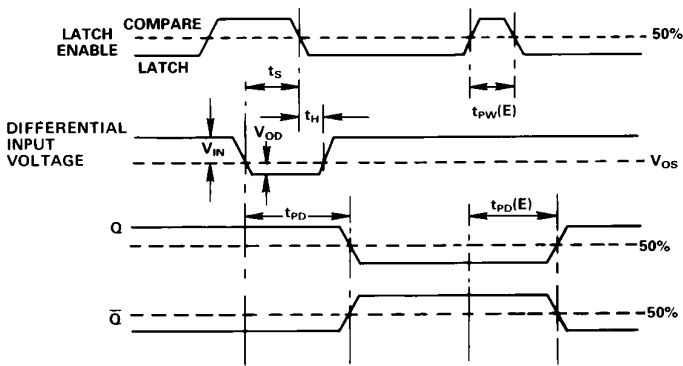 COMPARE
LATCH
ENABLE
50%
LATCH
tS
tPW(E)
tH
DIFFERENTIAL
INPUT
VOLTAGE
VIN
VOD
VOS
tPD
tPD(E)
Q
50%
Q̅
50%